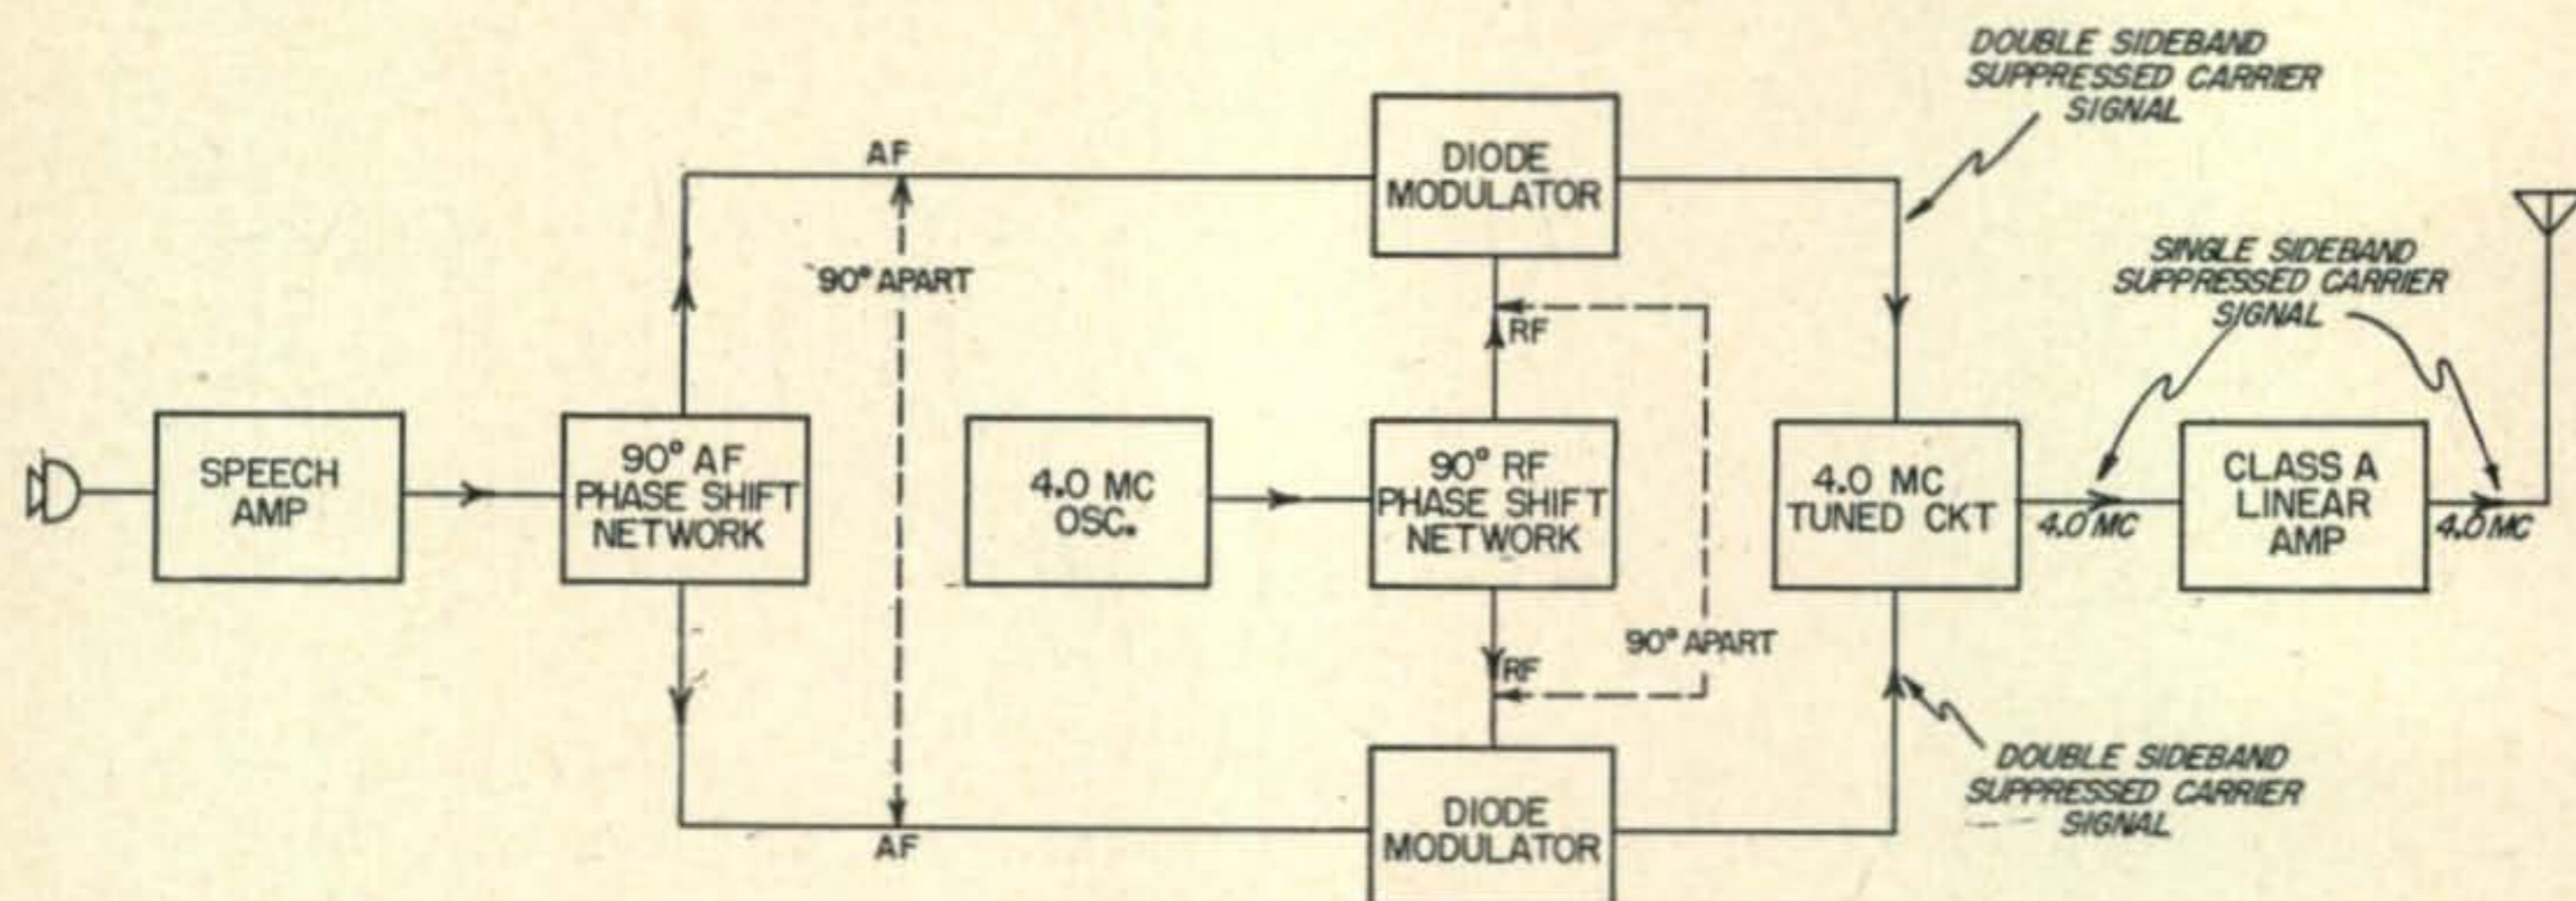 DOUBLE SIDEBAND
SUPPRESSED CARRIER
SIGNAL
AF
DIODE
MODULATOR
90° APART
SINGLE SIDEBAND
SUPPRESSED CARRIER
SIGNAL
RF
SPEECH
AMP
90° AF
PHASE SHIFT
NETWORK
4.0 MC
OSC.
90° RF
PHASE SHIFT
NETWORK
4.0 MC
TUNED CKT
4.0 MC
CLASS A
LINEAR
AMP
4.0 MC
90° APART
RF
DOUBLE SIDEBAND
SUPPRESSED CARRIER
SIGNAL
AF
DIODE
MODULATOR